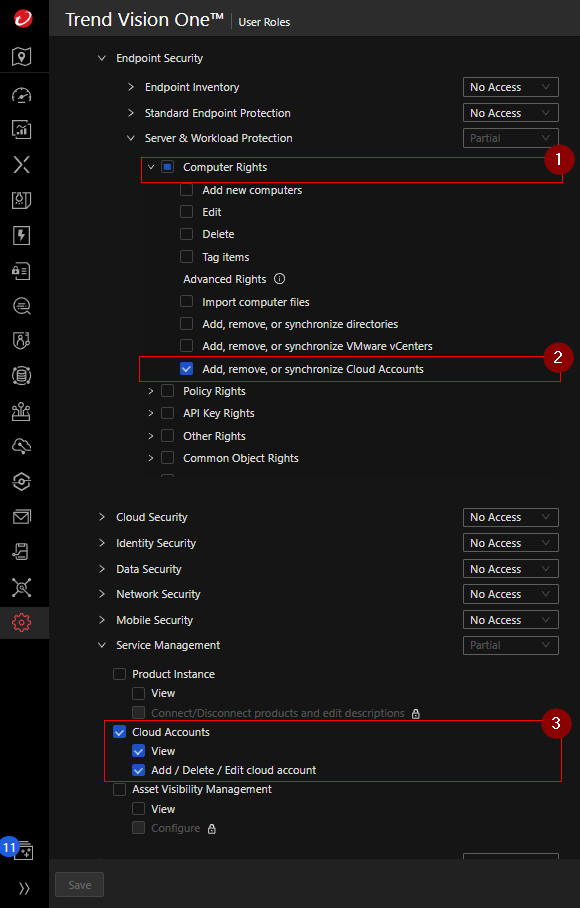 Trend Vision One™ User Roles
Endpoint Security
Endpoint Inventory No Access
Standard Endpoint Protection No Access
Server & Workload Protection Partial
1
Computer Rights
Add new computers
Edit
Delete
Tag items
Advanced Rights
Import computer files
Add, remove, or synchronize directories
Add, remove, or synchronize VMware vCenters
2
Add, remove, or synchronize Cloud Accounts
Policy Rights
API Key Rights
Other Rights
Common Object Rights
Cloud Security No Access
Identity Security No Access
Data Security No Access
Network Security No Access
Mobile Security No Access
Service Management Partial
Product Instance
View
Connect/Disconnect products and edit descriptions
3
Cloud Accounts
View
Add / Delete / Edit cloud account
Asset Visibility Management
View
Configure
11
Save